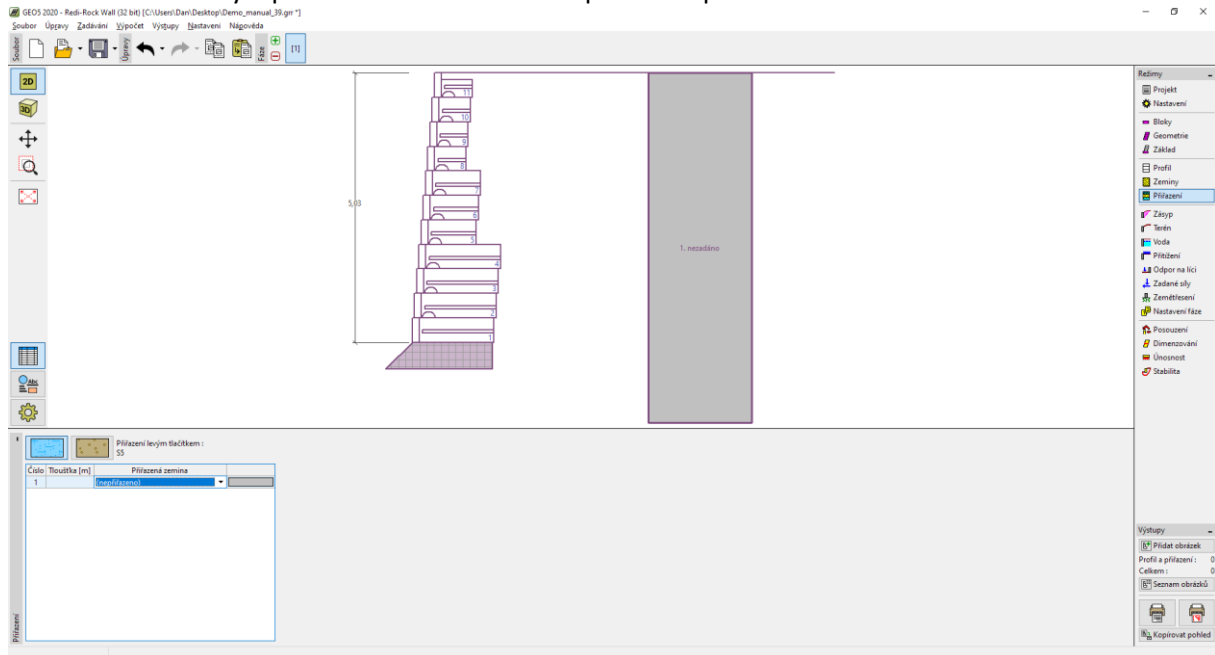 GEO5 2020 - Redi-Rock Wall (32 bit) [C:\Users\Dan\Desktop\Demo_manual_39.grr *]
Soubor Úpravy Zadávání Výpočet Výstupy Nastavení Nápověda
Soubor
Úpravy
Fáze
[1]
2D
3D
Abc
5,03
11
10
9
8
7
6
5
4
3
2
1
1. nezadáno
Režimy
Projekt
Nastavení
Bloky
Geometrie
Základ
Profil
Zeminy
Přiřazení
Zásyp
Terén
Voda
Přitížení
Odpor na líci
Zadané síly
Zemětřesení
Nastavení fáze
Posouzení
Dimenzování
Únosnost
Stabilita
Výstupy
Přidat obrázek
Profil a přiřazení : 0
Celkem : 0
Seznam obrázků
Kopírovat pohled
Přiřazení levým tlačítkem :
S5
Číslo Tloušťka [m] Přiřazená zemina
1 (nepřiřazeno)
Přiřazení